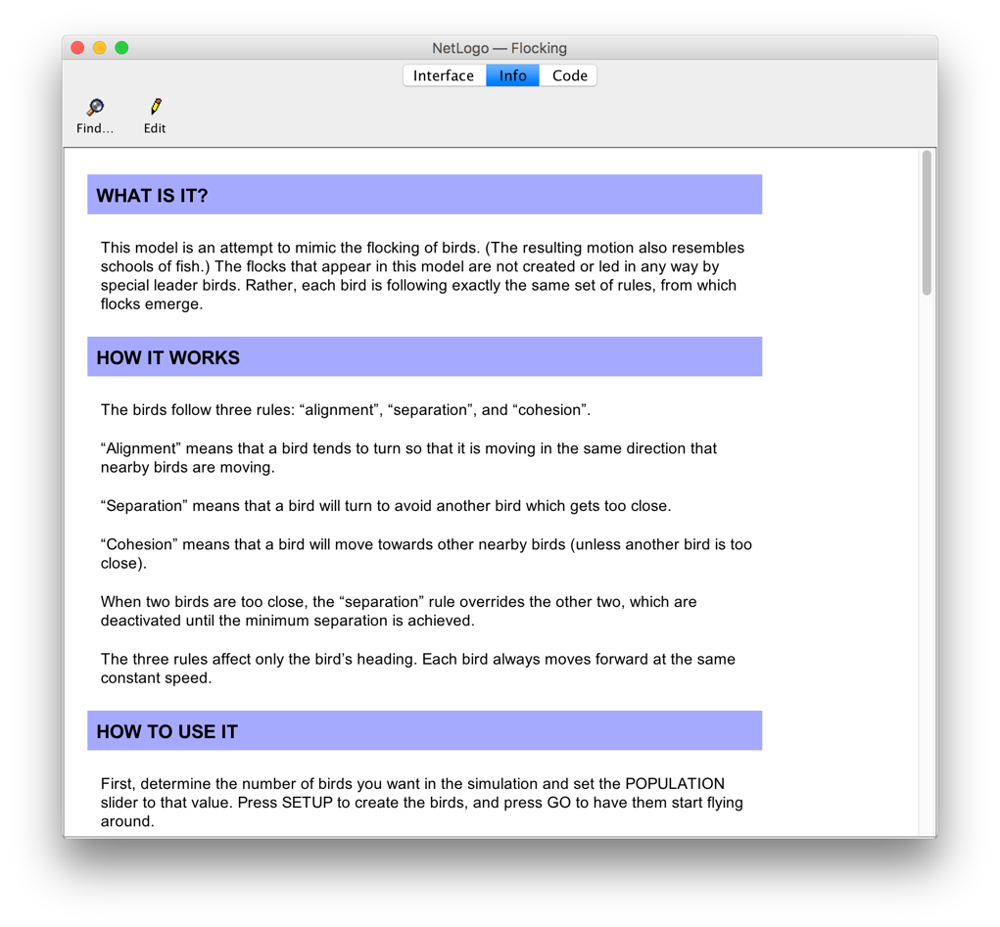 NetLogo — Flocking
Interface Info Code
Find... Edit
WHAT IS IT?
This model is an attempt to mimic the flocking of birds. (The resulting motion also resembles
schools of fish.) The flocks that appear in this model are not created or led in any way by
special leader birds. Rather, each bird is following exactly the same set of rules, from which
flocks emerge.
HOW IT WORKS
The birds follow three rules: “alignment”, “separation”, and “cohesion”.
“Alignment” means that a bird tends to turn so that it is moving in the same direction that
nearby birds are moving.
“Separation” means that a bird will turn to avoid another bird which gets too close.
“Cohesion” means that a bird will move towards other nearby birds (unless another bird is too
close).
When two birds are too close, the “separation” rule overrides the other two, which are
deactivated until the minimum separation is achieved.
The three rules affect only the bird’s heading. Each bird always moves forward at the same
constant speed.
HOW TO USE IT
First, determine the number of birds you want in the simulation and set the POPULATION
slider to that value. Press SETUP to create the birds, and press GO to have them start flying
around.